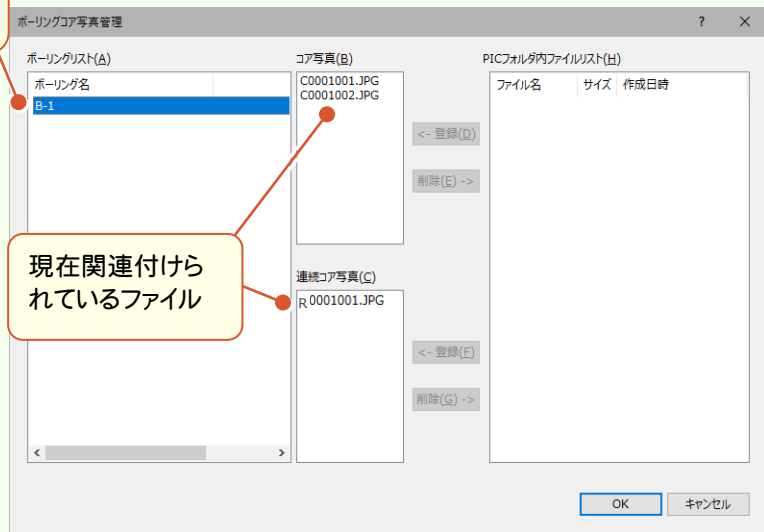 ボーリングコア写真管理
? ×
ボーリングリスト(A)
ボーリング名
B-1
コア写真(B)
C0001001.JPG
C0001002.JPG
<- 登録(D)
削除(E) ->
PICフォルダ内ファイルリスト(H)
ファイル名 サイズ 作成日時
現在関連付けら
れているファイル
連続コア写真(C)
R0001001.JPG
<- 登録(F)
削除(G) ->
OK
キャンセル